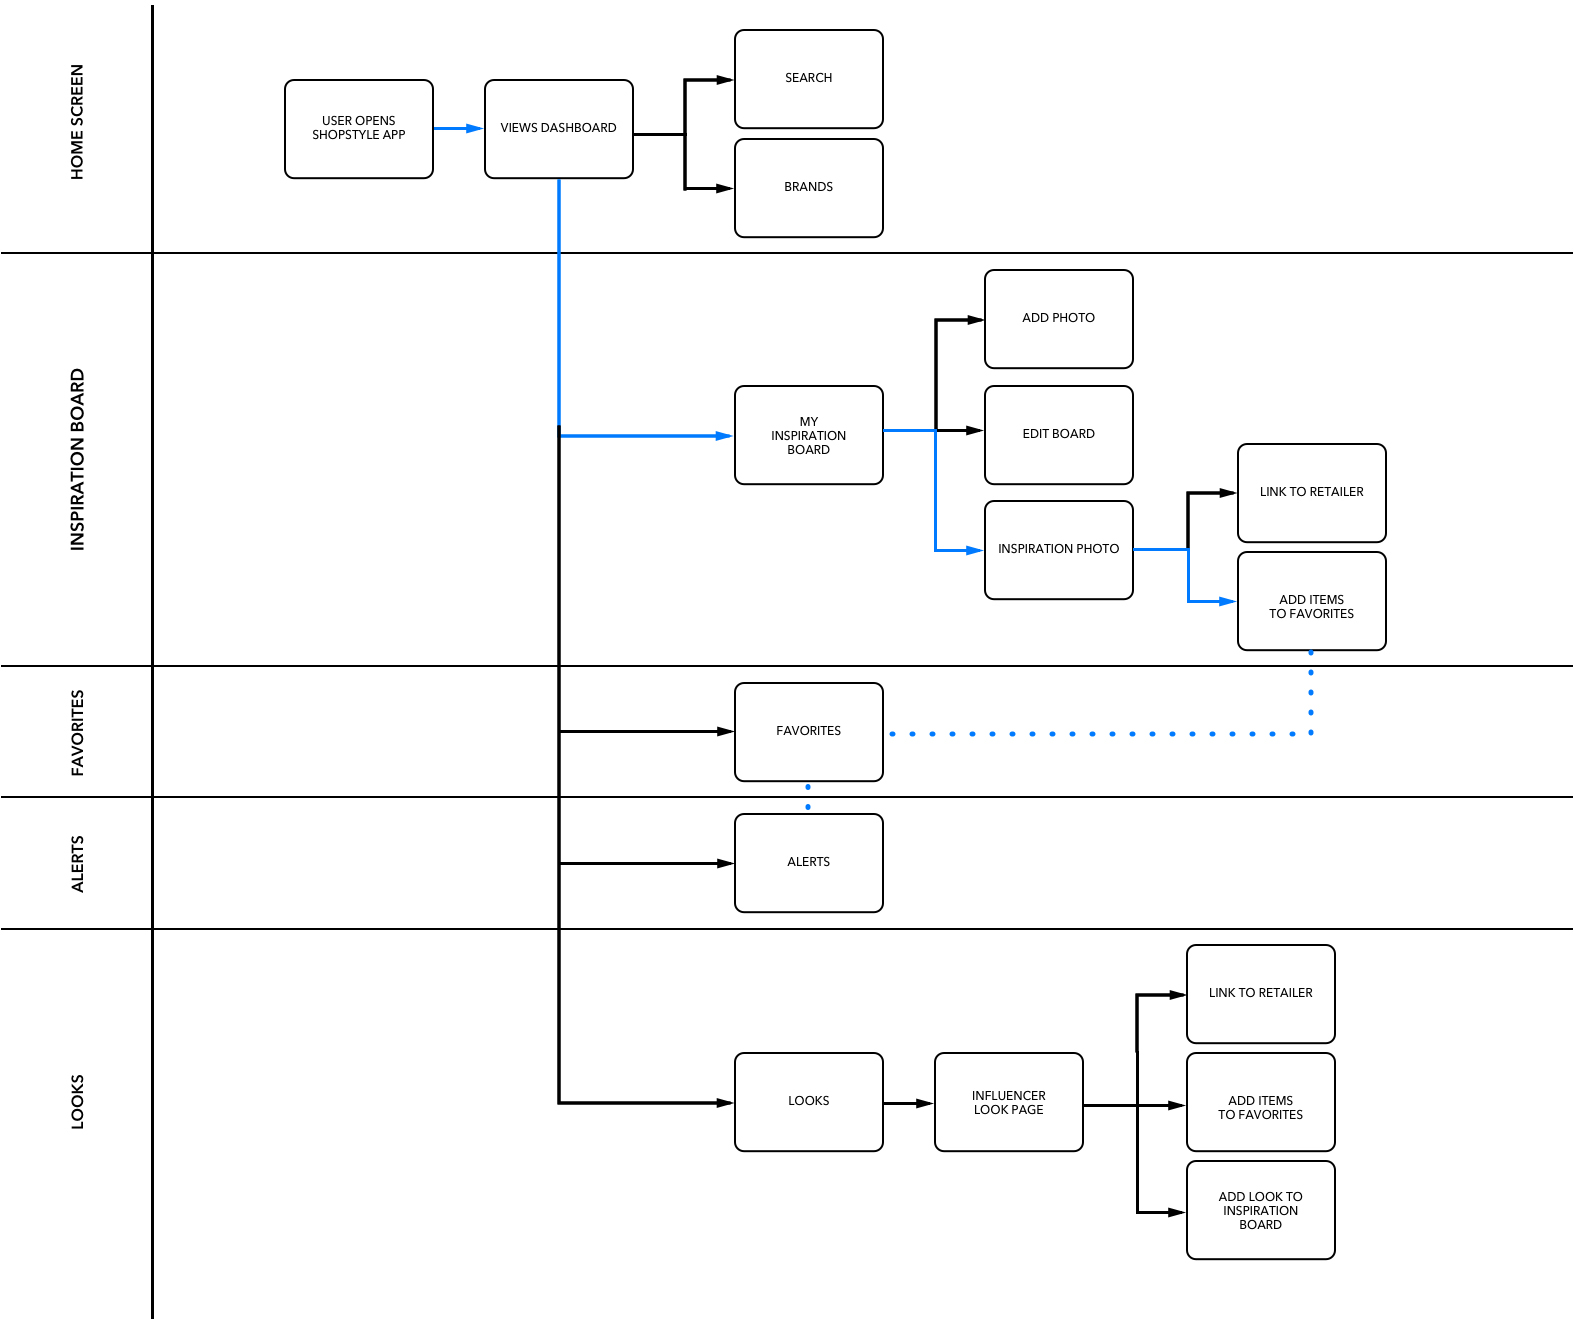 HOME SCREEN
USER OPENS
SHOPSTYLE APP
VIEWS DASHBOARD
SEARCH
BRANDS
INSPIRATION BOARD
MY
INSPIRATION
BOARD
ADD PHOTO
EDIT BOARD
INSPIRATION PHOTO
LINK TO RETAILER
ADD ITEMS
TO FAVORITES
FAVORITES
FAVORITES
ALERTS
ALERTS
LOOKS
LOOKS
INFLUENCER
LOOK PAGE
LINK TO RETAILER
ADD ITEMS
TO FAVORITES
ADD LOOK TO
INSPIRATION
BOARD